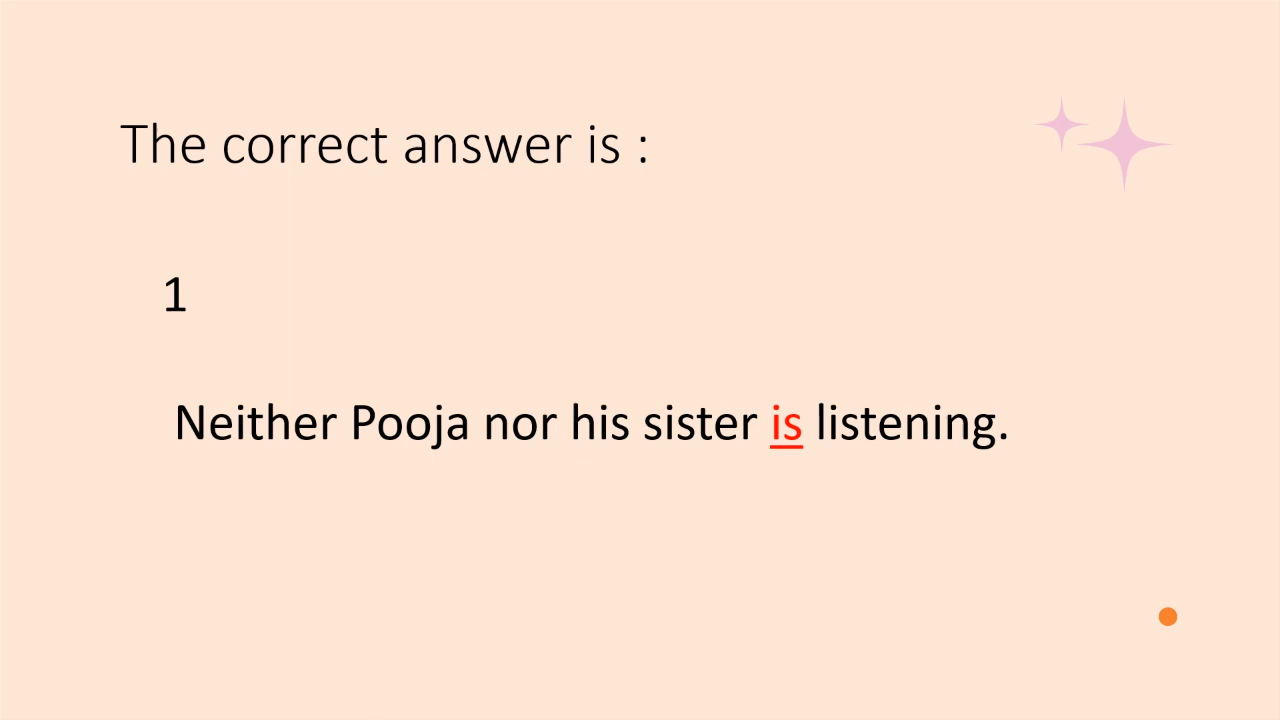 The correct answer is :
1
Neither Pooja nor his sister is listening.